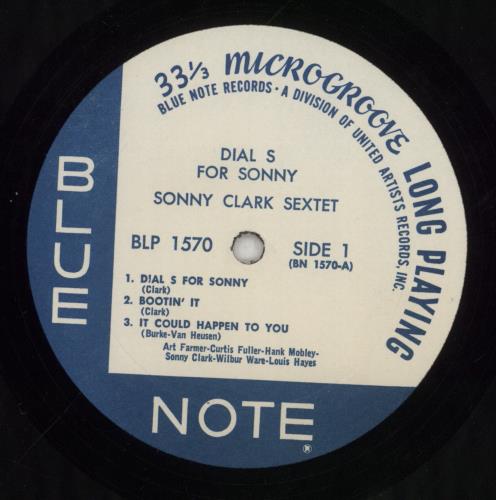 33⅓ MICROGROOVE LONG PLAYING
BLUE NOTE RECORDS • A DIVISION OF UNITED ARTISTS RECORDS, INC.
DIAL S
FOR SONNY
SONNY CLARK SEXTET
BLP 1570
SIDE 1
(BN 1570-A)
1. DIAL S FOR SONNY
(Clark)
2. BOOTIN' IT
(Clark)
3. IT COULD HAPPEN TO YOU
(Burke-Van Heusen)
Art Farmer-Curtis Fuller-Hank Mobley-
Sonny Clark-Wilbur Ware-Louis Hayes
BLUE
NOTE
®